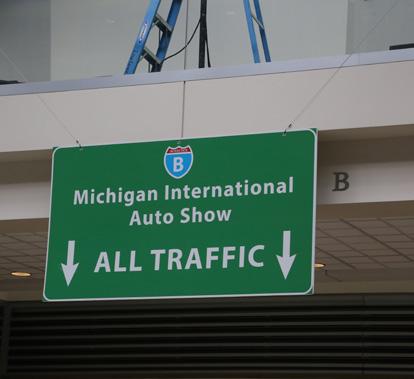 B
Michigan International
Auto Show
ALL TRAFFIC
B